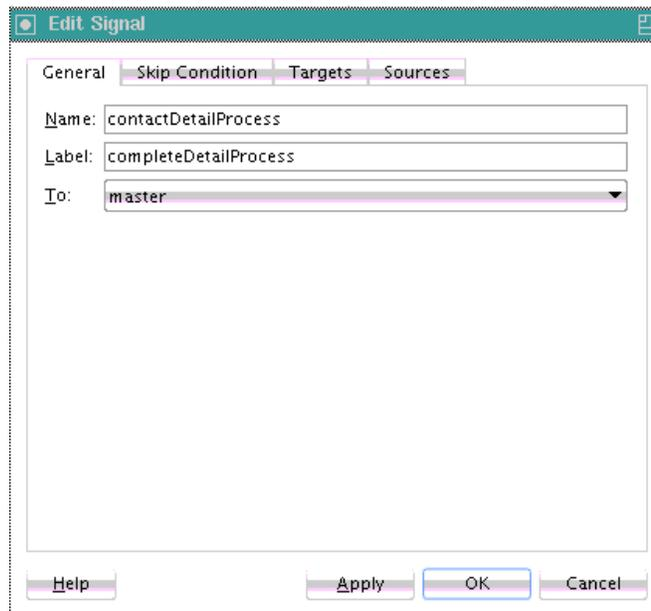 Edit Signal
General Skip Condition Targets Sources
Name: contactDetailProcess
Label: completeDetailProcess
To: master
Help Apply OK Cancel